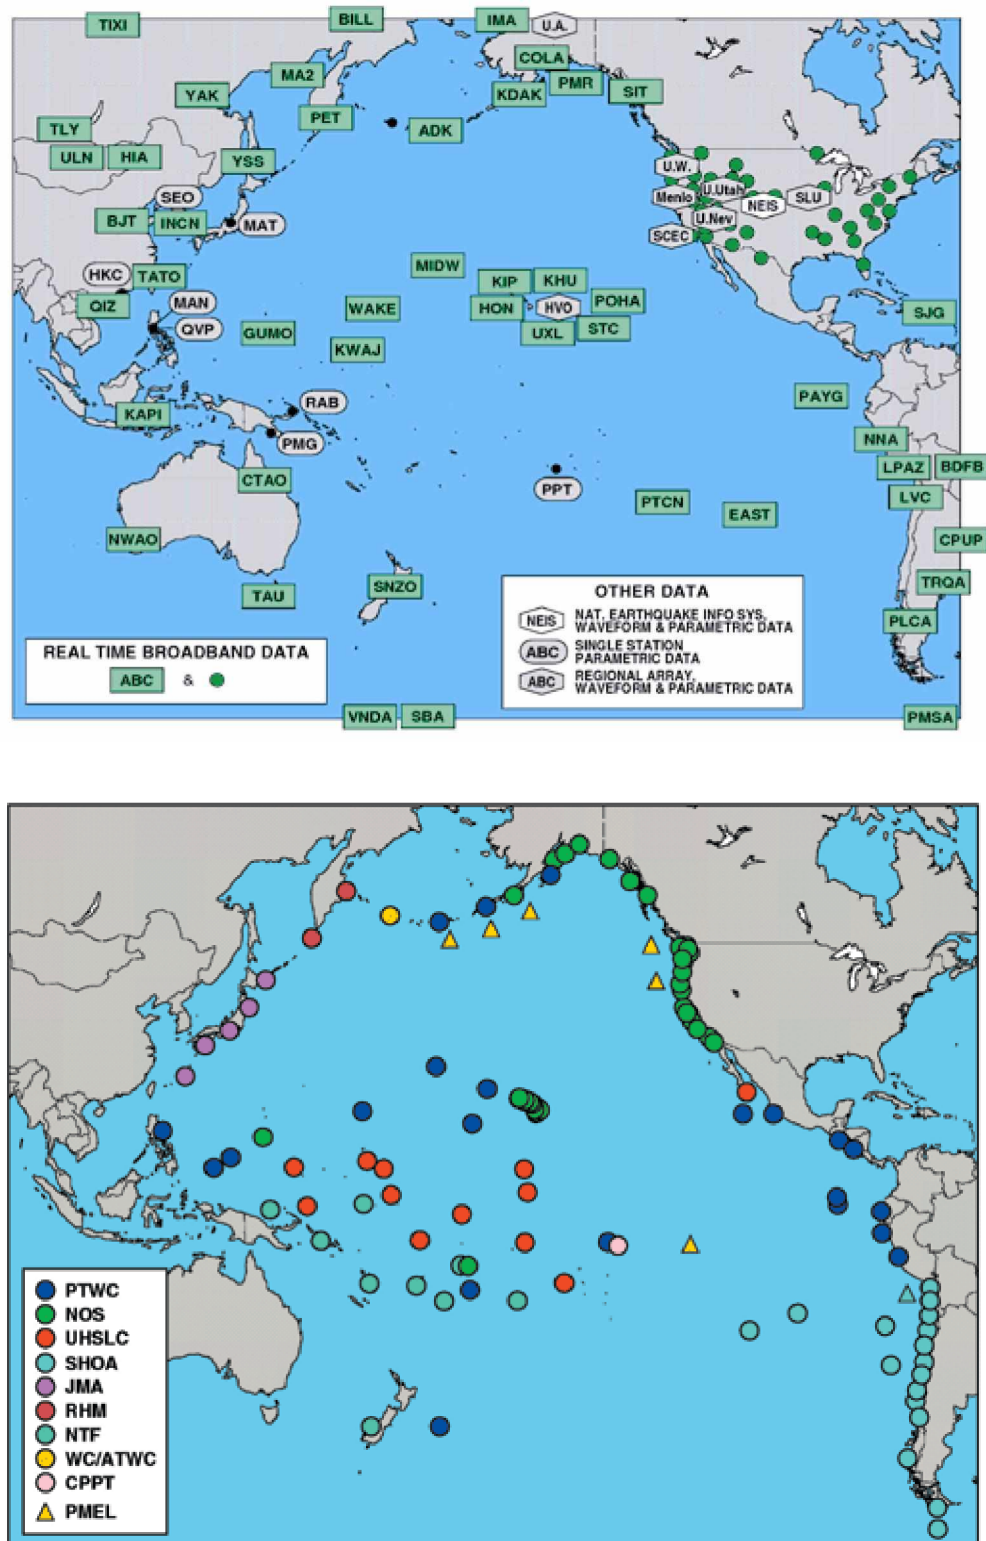 TIXI
BILL
IMA
U.A.
COLA
MA2
PMR
YAK
KDAK
SIT
PET
TLY
ADK
ULN
HIA
YSS
U.W.
SEO
Menlo
U.Utah
NEIS
SLU
BJT
INCN
MAT
U.Nev
SCEC
HKC
TATO
MIDW
KIP
KHU
QIZ
MAN
WAKE
HON
HVO
POHA
SJG
QVP
GUMO
UXL
STC
KWAJ
KAPI
RAB
PAYG
PMG
NNA
CTAO
PPT
LPAZ
BDFB
PTCN
EAST
LVC
NWAO
CPUP
TAU
SNZO
TRQA
PLCA
OTHER DATA
NEIS NAT. EARTHQUAKE INFO SYS,
WAVEFORM & PARAMETRIC DATA
ABC SINGLE STATION
PARAMETRIC DATA
ABC REGIONAL ARRAY,
WAVEFORM & PARAMETRIC DATA
REAL TIME BROADBAND DATA
ABC &
VNDA
SBA
PMSA
PTWC
NOS
UHSLC
SHOA
JMA
RHM
NTF
WC/ATWC
CPPT
PMEL